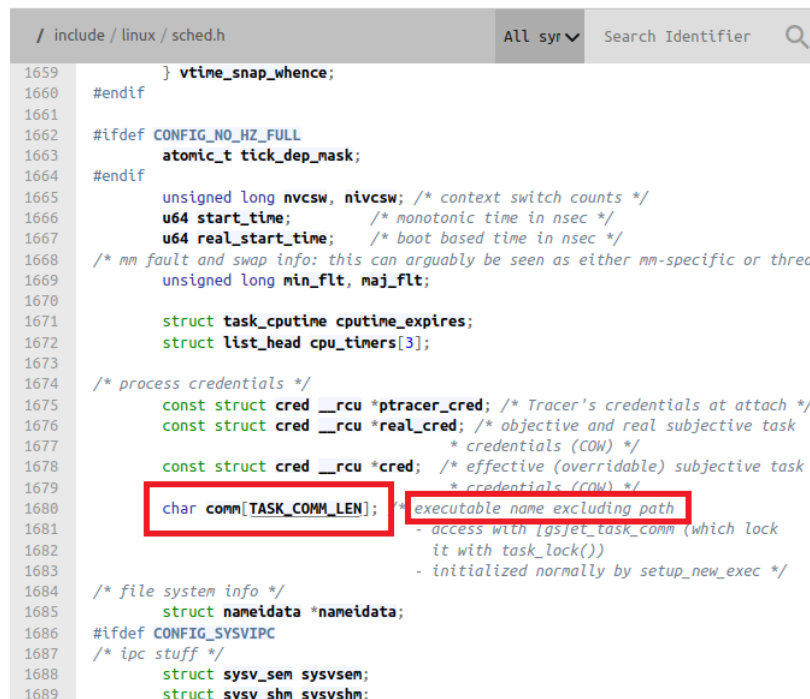 / include / linux / sched.h All syr Search Identifier
1659 } vtime_snap_whence;
1660 #endif
1661
1662 #ifdef CONFIG_NO_HZ_FULL
1663 atomic_t tick_dep_mask;
1664 #endif
1665 unsigned long nvcsw, nivcsw; /* context switch counts */
1666 u64 start_time; /* monotonic time in nsec */
1667 u64 real_start_time; /* boot based time in nsec */
1668 /* mm fault and swap info: this can arguably be seen as either mm-specific or thread
1669 unsigned long min_flt, maj_flt;
1670
1671 struct task_cputime cputime_expires;
1672 struct list_head cpu_timers[3];
1673
1674 /* process credentials */
1675 const struct cred __rcu *ptracer_cred; /* Tracer's credentials at attach */
1676 const struct cred __rcu *real_cred; /* objective and real subjective task
1677 * credentials (COW) */
1678 const struct cred __rcu *cred; /* effective (overridable) subjective task
1679 * credentials (COW) */
1680 char comm[TASK_COMM_LEN]; /* executable name excluding path
1681 - access with [gs]et_task_comm (which lock
1682 it with task_lock())
1683 - initialized normally by setup_new_exec */
1684 /* file system info */
1685 struct nameidata *nameidata;
1686 #ifdef CONFIG_SYSVIPC
1687 /* ipc stuff */
1688 struct sysv_sem sysvsem;
1689 struct sysv_shm sysvshm;